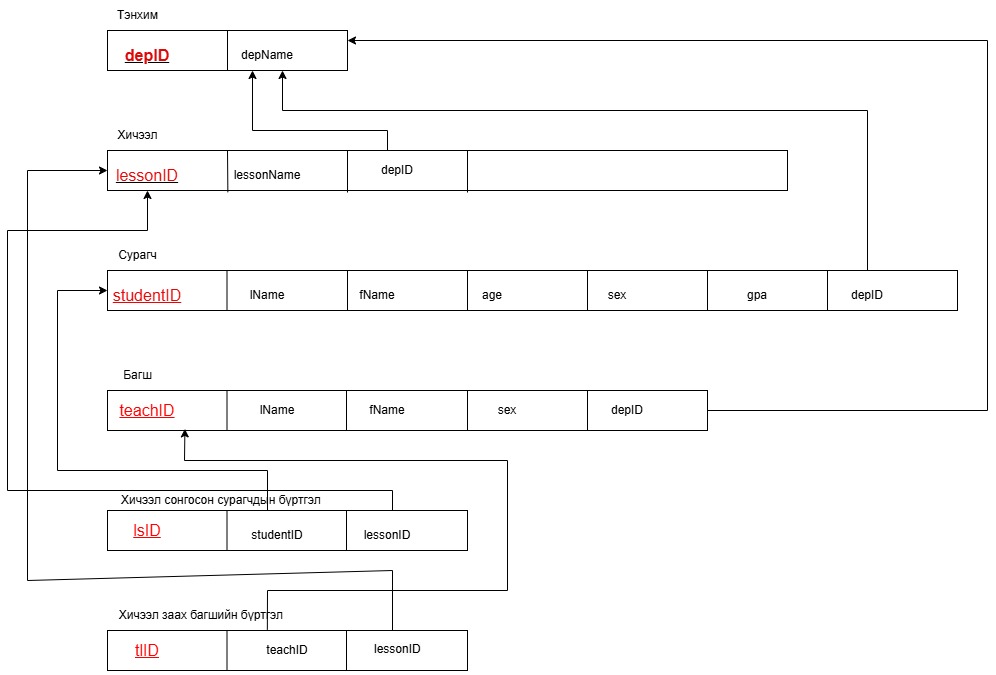 Тэнхим
depID depName
Хичээл
lessonID lessonName depID
Сурагч
studentID lName fName age sex gpa depID
Багш
teachID lName fName sex depID
Хичээл сонгосон сурагчдын бүртгэл
lsID studentID lessonID
Хичээл заах багшийн бүртгэл
tlID teachID lessonID